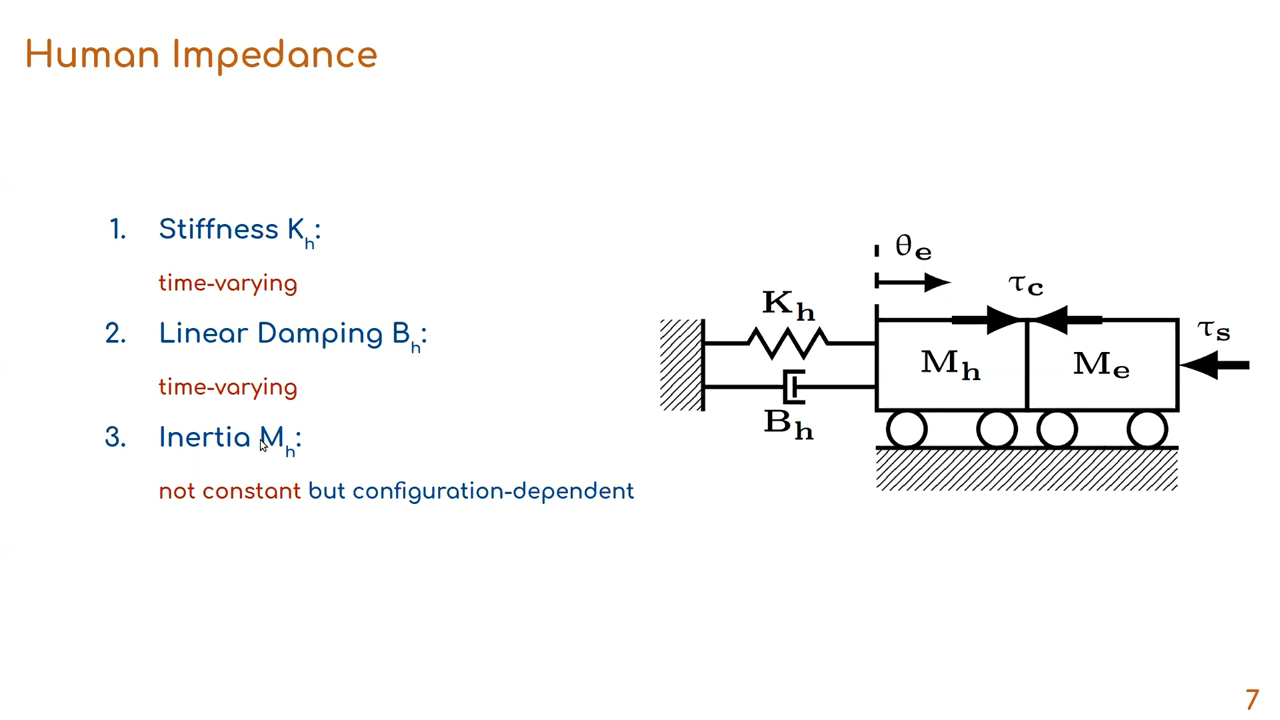 Human Impedance
1. Stiffness Kh:
time-varying
2. Linear Damping Bh:
time-varying
3. Inertia Mh:
not constant but configuration-dependent
θe
τc
Kh
τs
Mh
Me
Bh
7